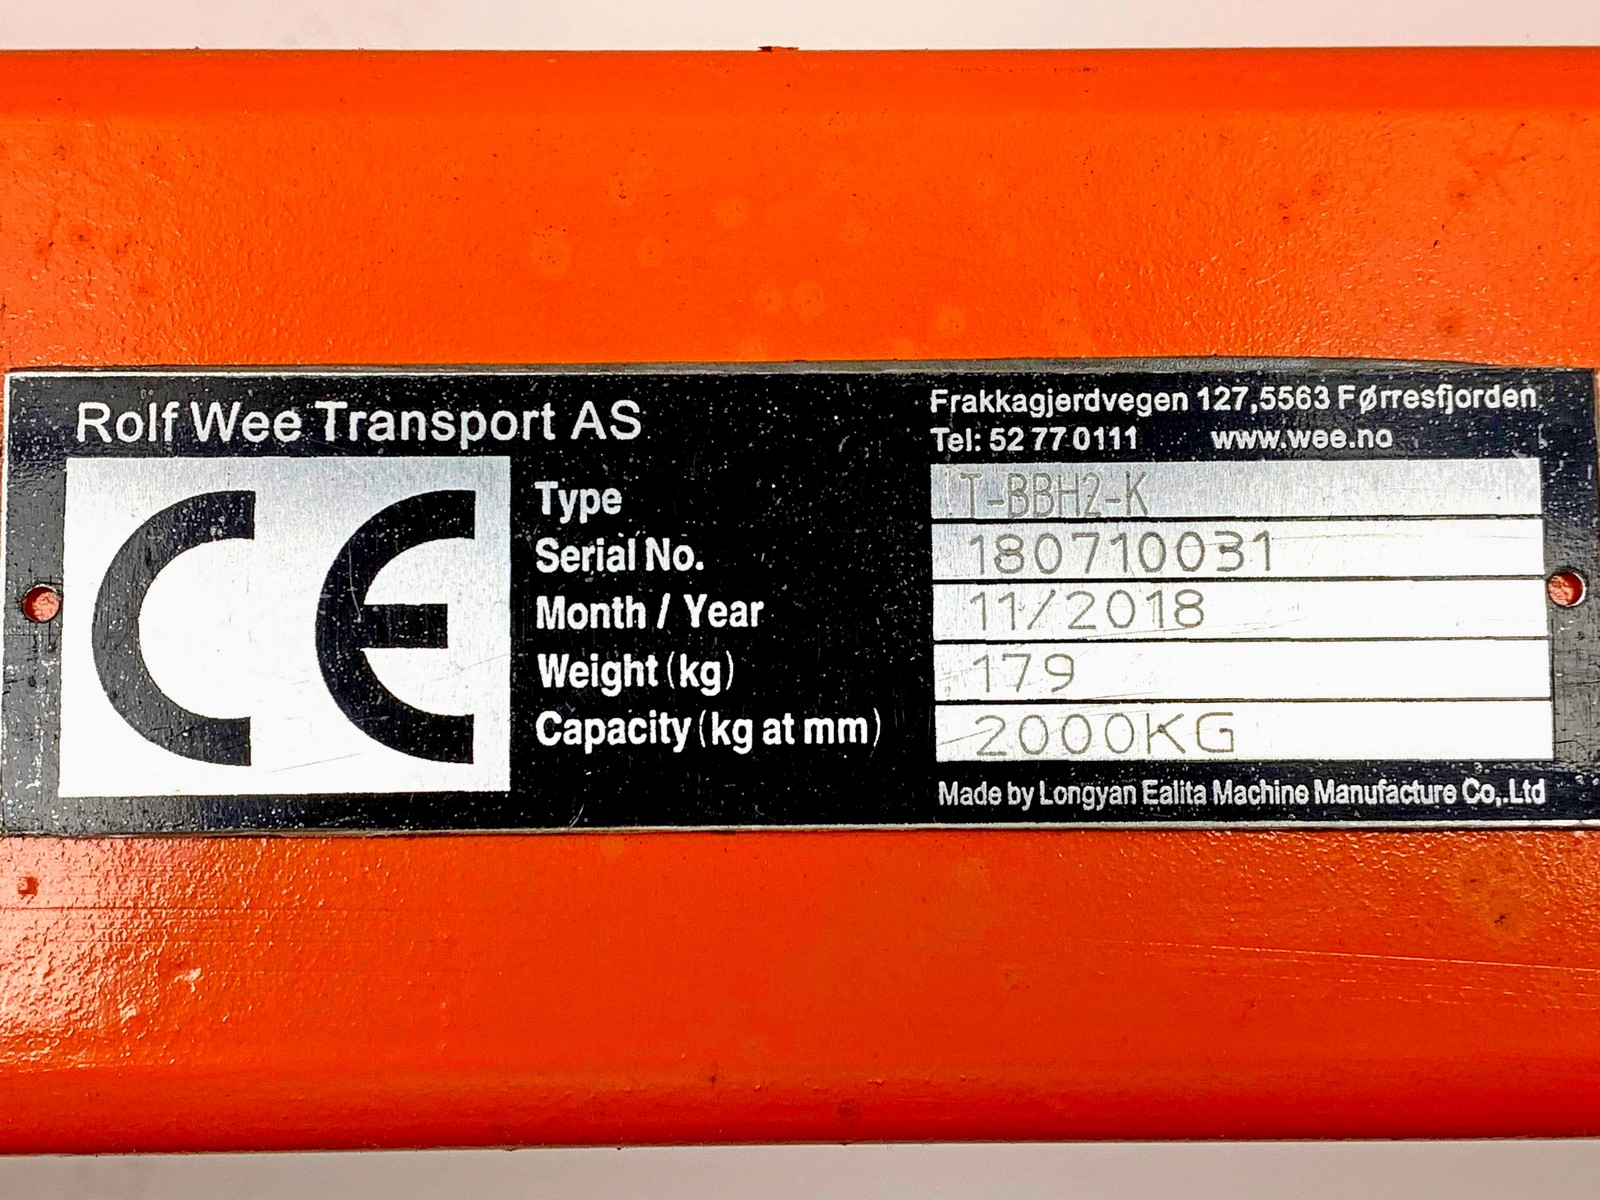 Rolf Wee Transport AS
Frakkagjerdvegen 127,5563 Førresfjorden
Tel: 52 77 0111 www.wee.no
CE
Type T-BBH2-K
Serial No. 180710031
Month / Year 11/2018
Weight (kg) 179
Capacity (kg at mm) 2000KG
Made by Longyan Ealita Machine Manufacture Co,.Ltd